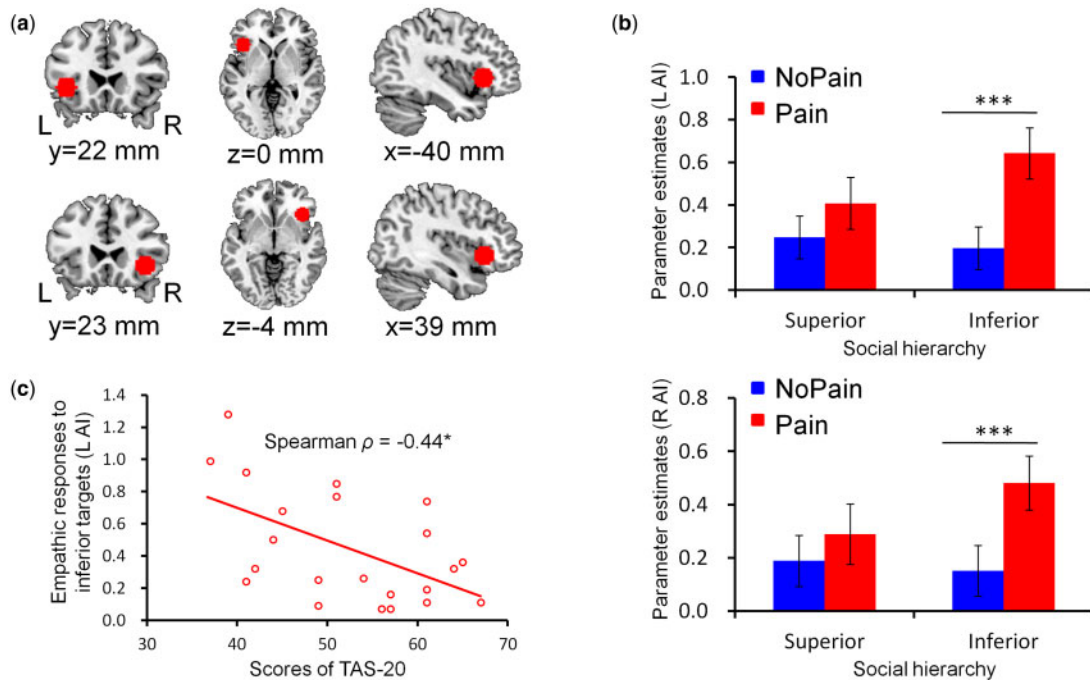 (a)
L R
y=22 mm z=0 mm x=-40 mm
L R
y=23 mm z=-4 mm x=39 mm
(b)
NoPain
Pain
***
Parameter estimates (L AI)
1.0
0.8
0.6
0.4
0.2
0.0
Superior Inferior
Social hierarchy
NoPain
Pain
***
Parameter estimates (R AI)
0.8
0.6
0.4
0.2
0.0
Superior Inferior
Social hierarchy
(c)
Empathic responses to
inferior targets (L AI)
1.4
1.2
1.0
0.8
0.6
0.4
0.2
0.0
Spearman ρ = -0.44*
30 40 50 60 70
Scores of TAS-20